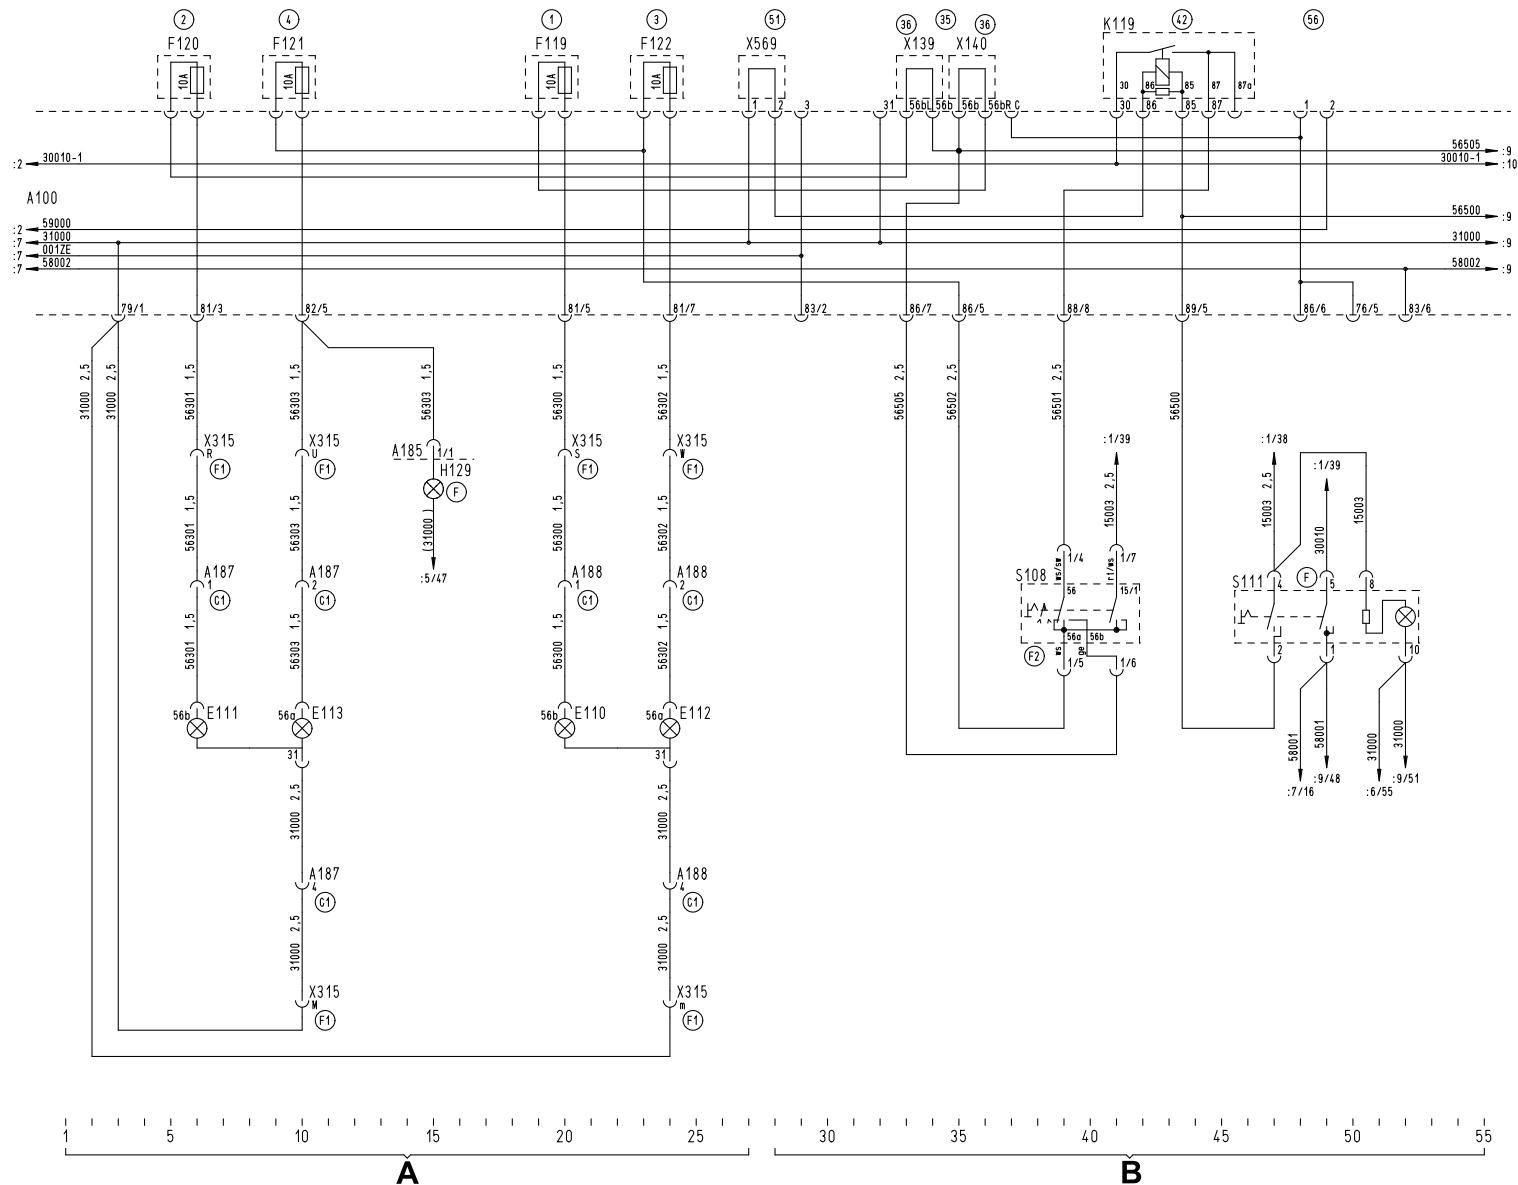 2 4 1 3 51 36 35 36 42 56
F120 F121 F119 F122 X569 X139 X140 K119
10A 10A 10A 10A
30 86 85 87 87a
1 2 3 31 56bL 56b 56b 56bR C 30 86 85 87 1 2
56505 :9
:2 30010-1 30010-1 :10
A100
56500 :9
:2 59000
:7 31000 31000 :9
:7 001ZE
:7 58002 58002 :9
79/1 81/3 82/5 81/5 81/7 83/2 86/7 86/5 88/8 89/5 86/6 76/5 83/6
31000 2,5 31000 2,5 56301 1,5 56303 1,5 56303 1,5 56300 1,5 56302 1,5 56505 2,5 56502 2,5 56501 2,5 56500
X315 X315 A185 1/1 X315 X315 :1/39 :1/38
R U S W
F1 F1 H129 F1 F1 :1/39
F
56301 1,5 56303 1,5 (31000 ) 56300 1,5 56302 1,5 15003 2,5 15003 2,5 30010 15003
1/4 1/7
ws/sw rt/ws
:5/47
A187 A187 A188 A188 S108 S111 F
1 2 1 2 4 5 8
C1 C1 C1 C1 56 15/1
56301 1,5 56303 1,5 56300 1,5 56302 1,5
56a 56b
F2 ws ge 2 1 10
1/5 1/6
56b E111 56a E113 56b E110 56a E112
31 31
58001 58001 31000 31000
:7/16 :9/48 :6/55 :9/51
31000 2,5 31000 2,5
A187 A188
4 4
C1 C1
31000 2,5 31000 2,5
X315 X315
M m
F1 F1
1 5 10 15 20 25 30 35 40 45 50 55
A B